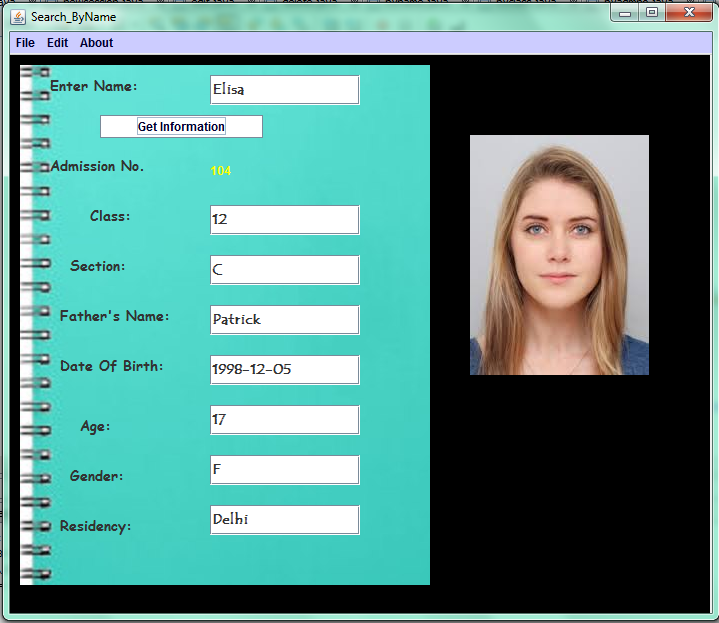 Search_ByName
File Edit About
Enter Name: Elisa
Get Information
Admission No. 104
Class: 12
Section: C
Father's Name: Patrick
Date Of Birth: 1998-12-05
Age: 17
Gender: F
Residency: Delhi